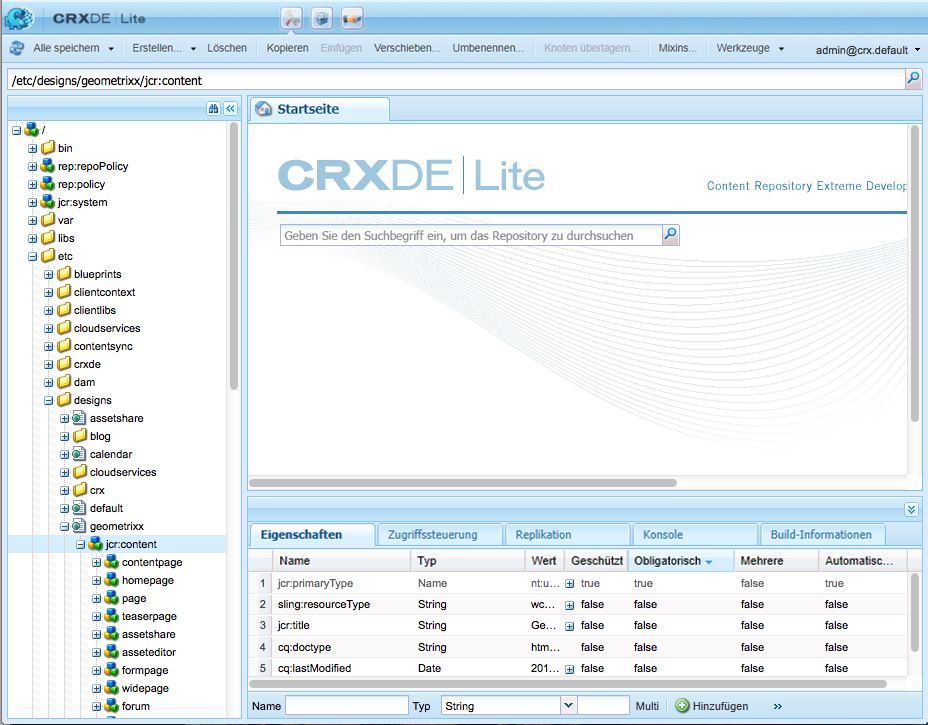 CRXDE | Lite
Alle speichern Erstellen... Löschen Kopieren Einfügen Verschieben... Umbenennen... Knoten überlagern... Mixins... Werkzeuge admin@crx.default
/etc/designs/geometrixx/jcr:content
/
bin
rep:repoPolicy
rep:policy
jcr:system
var
libs
etc
blueprints
clientcontext
clientlibs
cloudservices
contentsync
crxde
dam
designs
assetshare
blog
calendar
cloudservices
crx
default
geometrixx
jcr:content
contentpage
homepage
page
teaserpage
assetshare
asseteditor
formpage
widepage
forum
Startseite
CRXDE | Lite
Content Repository Extreme Develop
Geben Sie den Suchbegriff ein, um das Repository zu durchsuchen
Eigenschaften Zugriffssteuerung Replikation Konsole Build-Informationen
Name Typ Wert Geschützt Obligatorisch Mehrere Automatisc...
1 jcr:primaryType Name nt:u... true true false true
2 sling:resourceType String wc... false false false false
3 jcr:title String Ge... false false false false
4 cq:doctype String htm... false false false false
5 cq:lastModified Date 201... false false false false
Name Typ String Multi Hinzufügen »